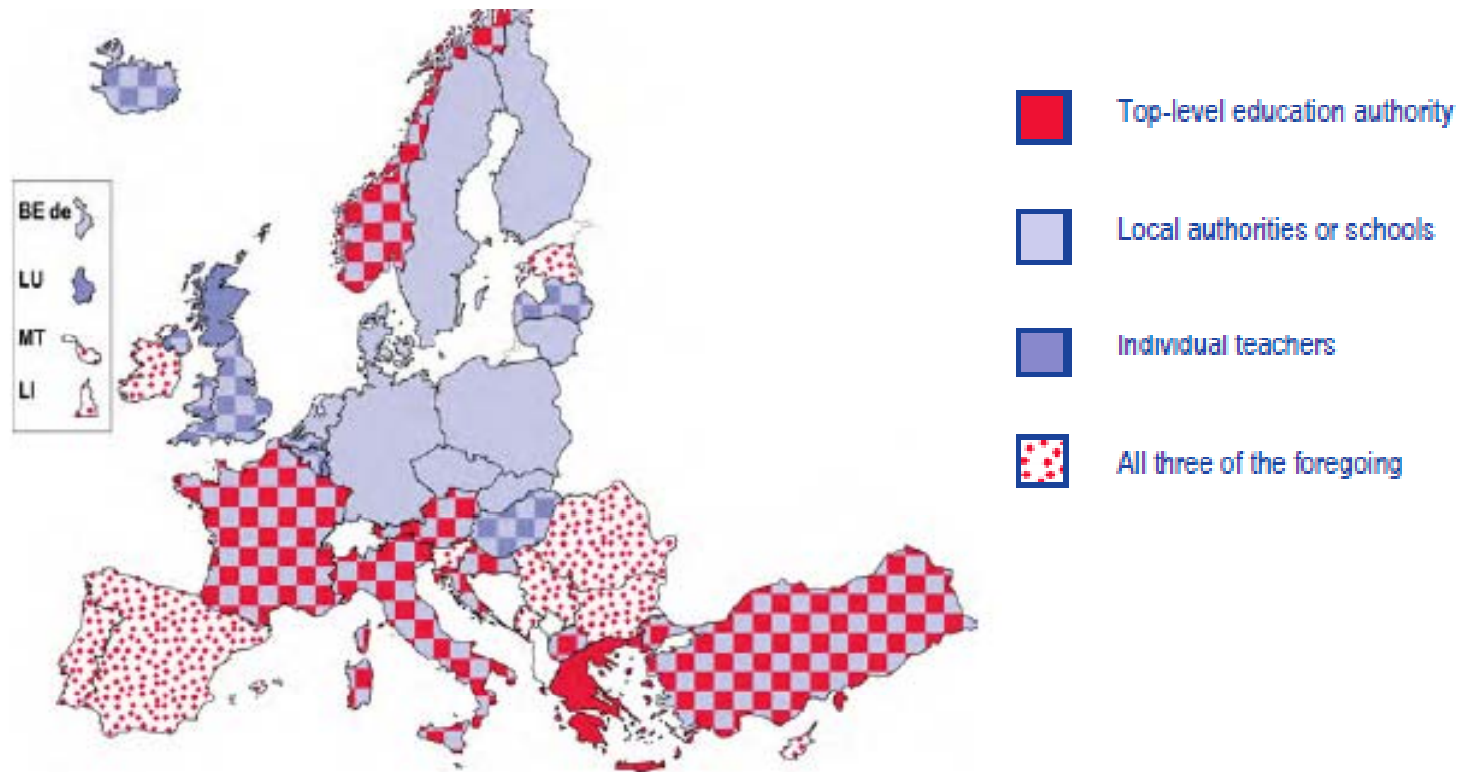 BE de
LU
MT
LI
Top-level education authority
Local authorities or schools
Individual teachers
All three of the foregoing